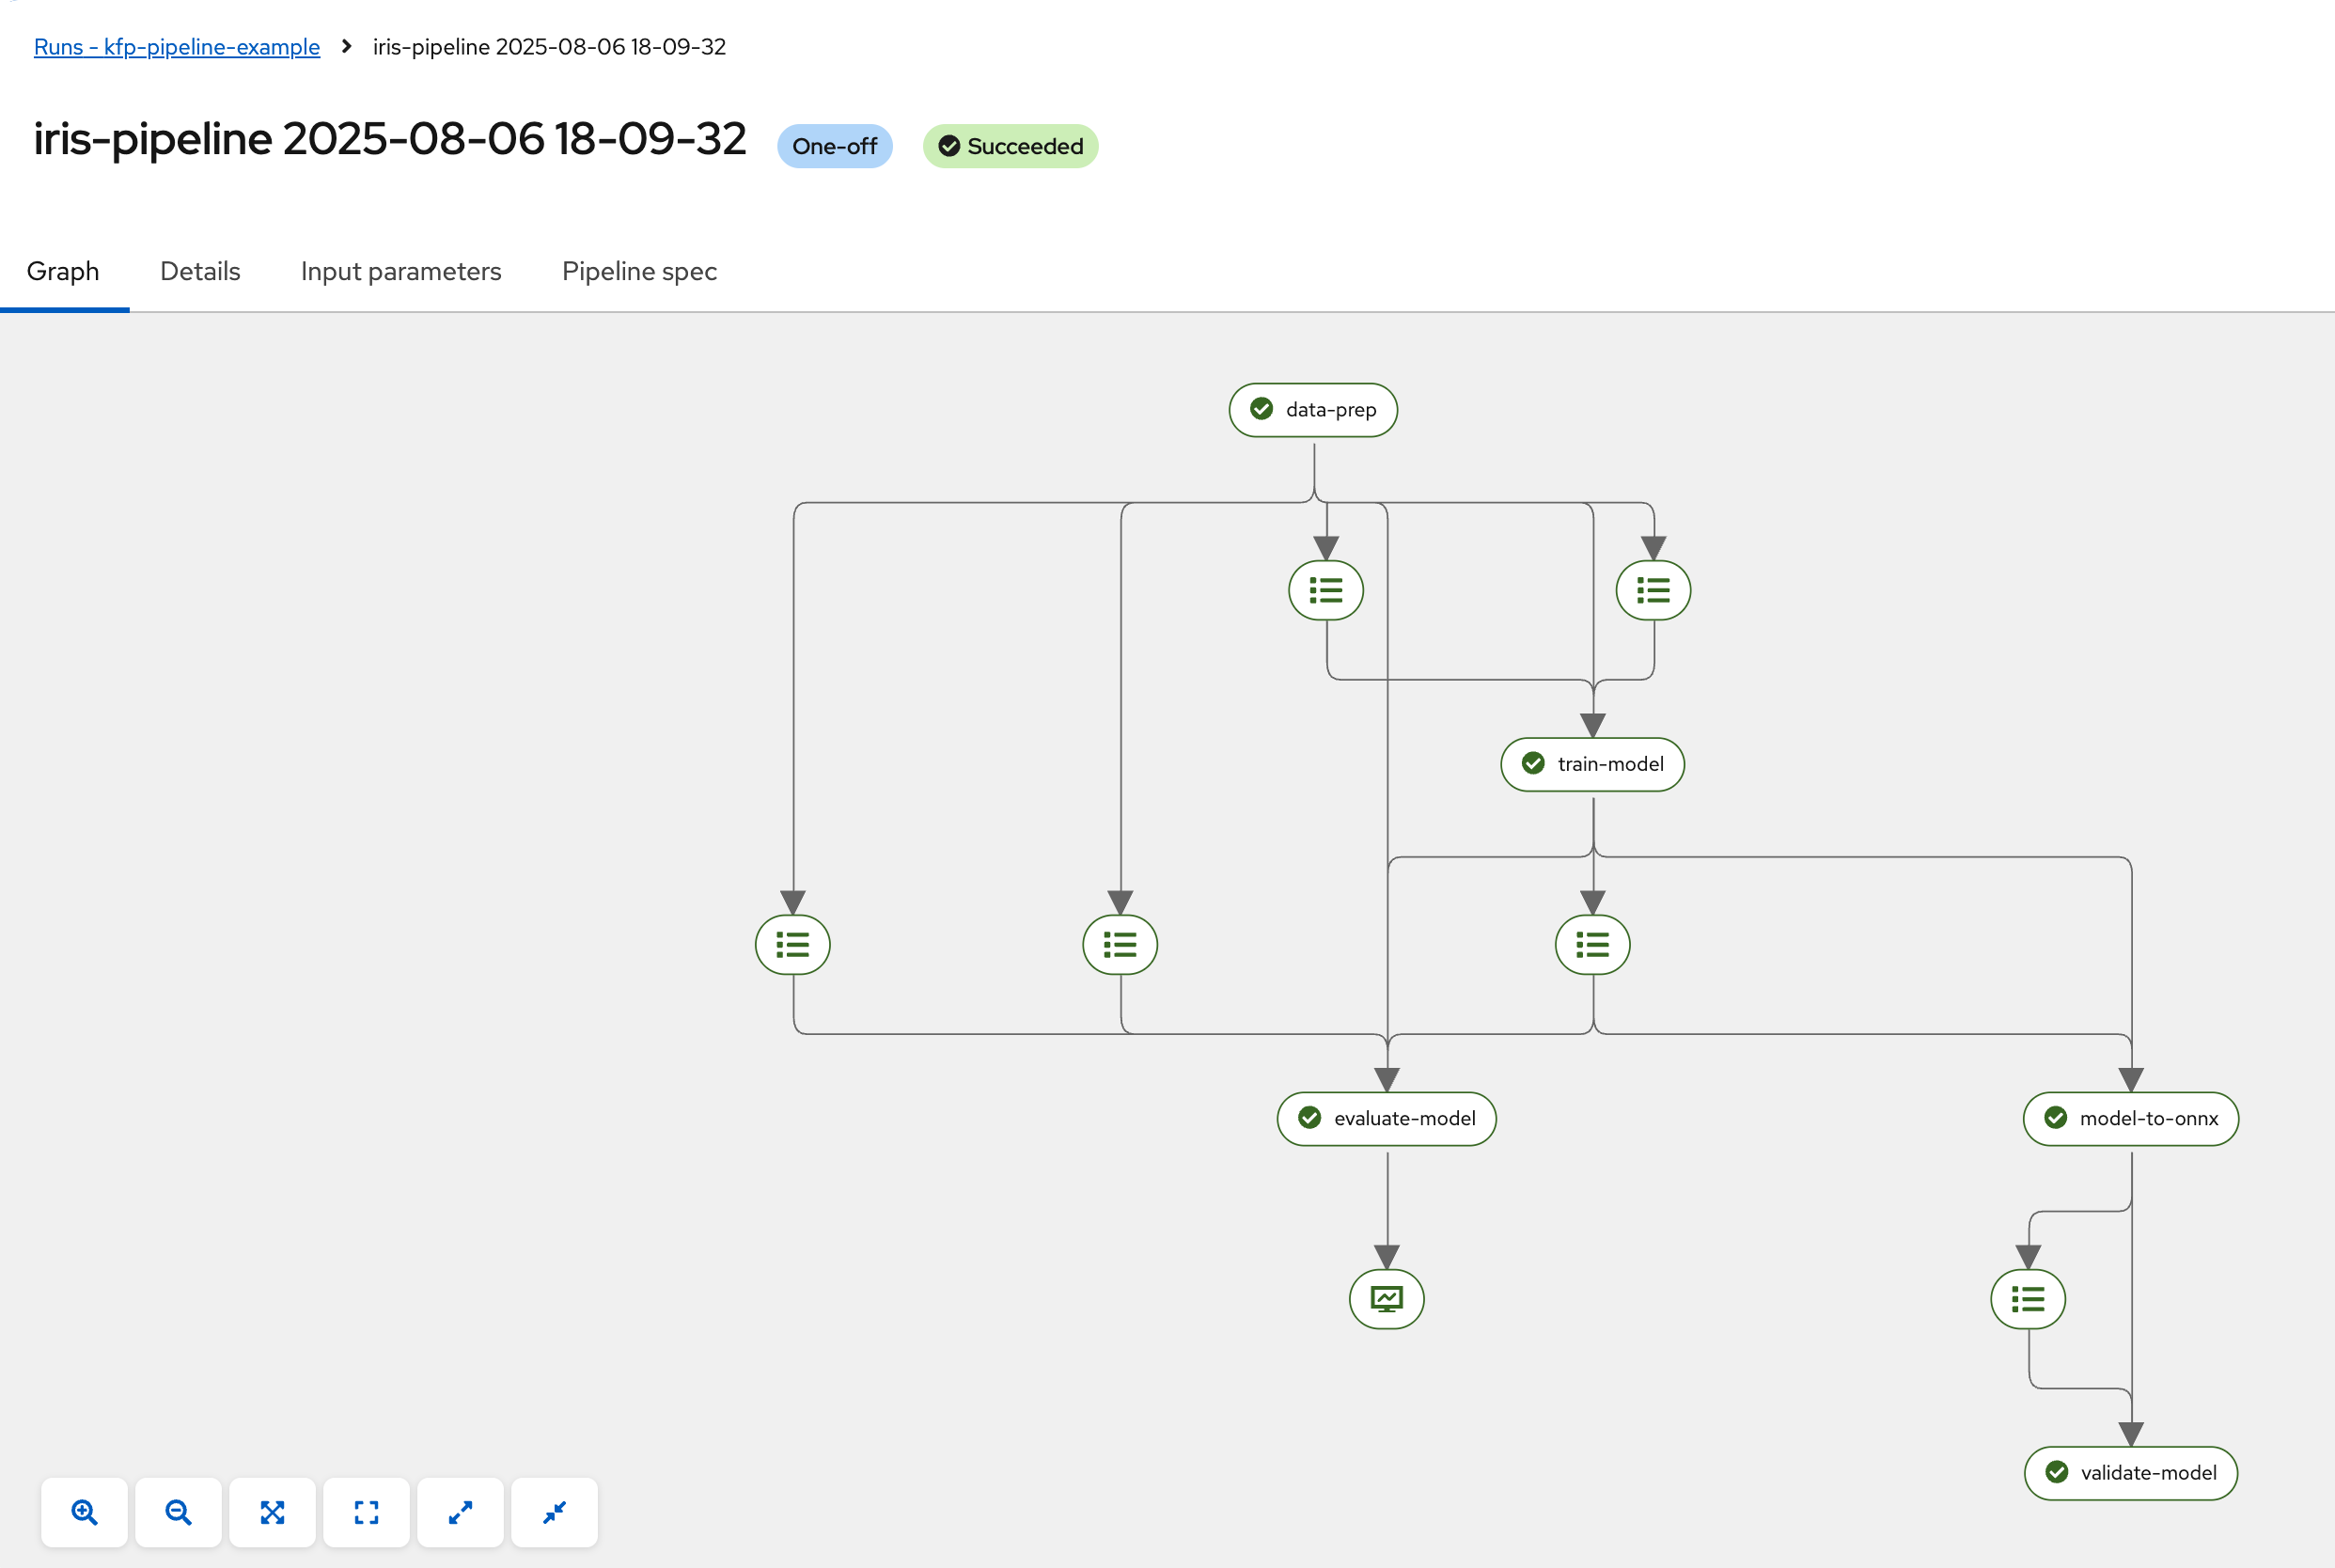 Runs - kfp-pipeline-example > iris-pipeline 2025-08-06 18-09-32
iris-pipeline 2025-08-06 18-09-32 One-off Succeeded
Graph Details Input parameters Pipeline spec
data-prep
train-model
evaluate-model
model-to-onnx
validate-model